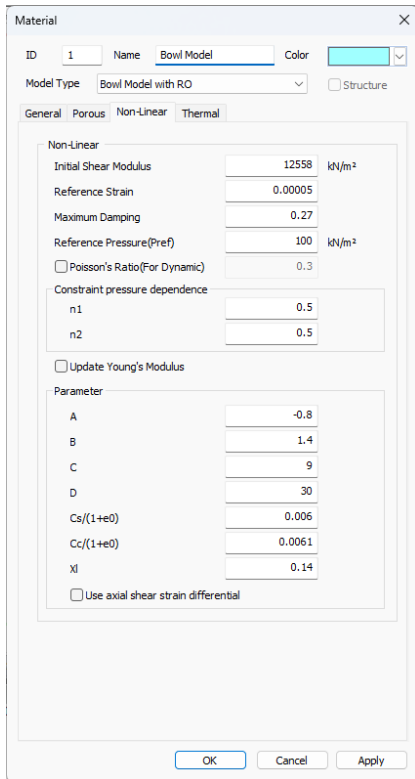 Material
ID 1 Name Bowl Model Color
Model Type Bowl Model with RO Structure
General Porous Non-Linear Thermal
Non-Linear
Initial Shear Modulus 12558 kN/m²
Reference Strain 0.00005
Maximum Damping 0.27
Reference Pressure(Pref) 100 kN/m²
Poisson's Ratio(For Dynamic) 0.3
Constraint pressure dependence
n1 0.5
n2 0.5
Update Young's Modulus
Parameter
A -0.8
B 1.4
C 9
D 30
Cs/(1+e0) 0.006
Cc/(1+e0) 0.0061
Xl 0.14
Use axial shear strain differential
OK Cancel Apply